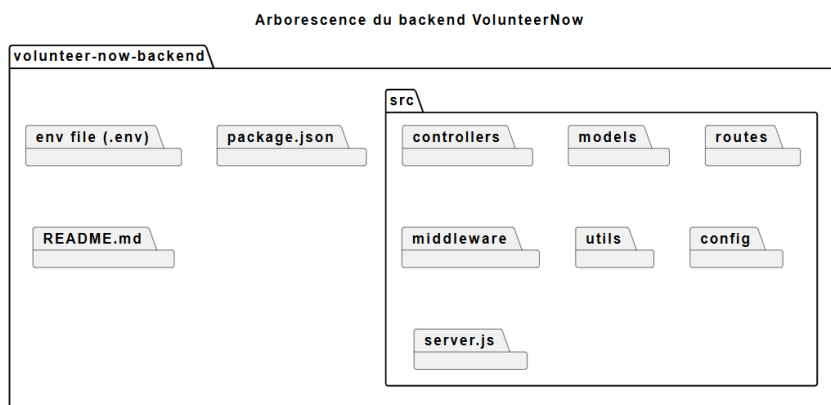 Arborescence du backend VolunteerNow
volunteer-now-backend
src
env file (.env)
package.json
controllers
models
routes
README.md
middleware
utils
config
server.js